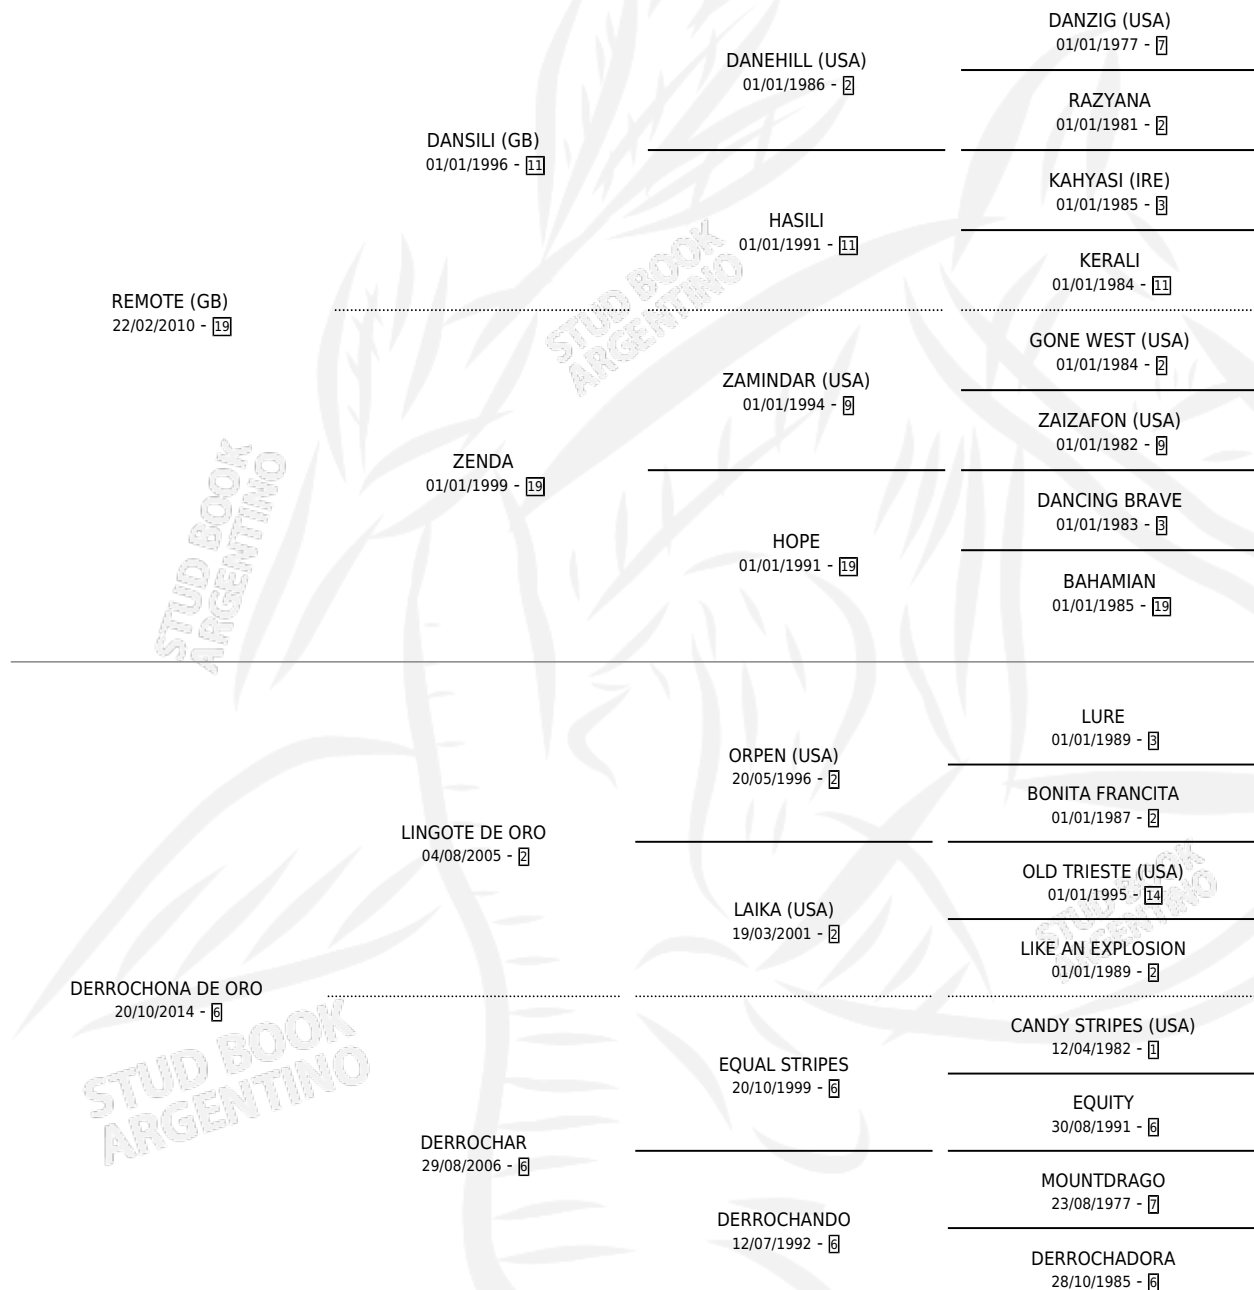 DANZIG (USA)
01/01/1977 - 7
DANEHILL (USA)
01/01/1986 - 2
RAZYANA
01/01/1981 - 2
DANSILI (GB)
01/01/1996 - 11
KAHYASI (IRE)
01/01/1985 - 3
HASILI
01/01/1991 - 11
KERALI
01/01/1984 - 11
REMOTE (GB)
22/02/2010 - 19
STUD BOOK
ARGENTINO
GONE WEST (USA)
01/01/1984 - 2
ZAMINDAR (USA)
01/01/1994 - 9
ZAIZAFON (USA)
01/01/1982 - 9
ZENDA
01/01/1999 - 19
DANCING BRAVE
01/01/1983 - 3
HOPE
01/01/1991 - 19
BAHAMIAN
01/01/1985 - 19
STUD BOOK
ARGENTINO
LURE
01/01/1989 - 3
ORPEN (USA)
20/05/1996 - 2
BONITA FRANCITA
01/01/1987 - 2
LINGOTE DE ORO
04/08/2005 - 2
OLD TRIESTE (USA)
01/01/1995 - 14
LAIKA (USA)
19/03/2001 - 2
STUD BOOK
ARGENTINO
LIKE AN EXPLOSION
01/01/1989 - 2
DERROCHONA DE ORO
20/10/2014 - 6
CANDY STRIPES (USA)
12/04/1982 - 1
EQUAL STRIPES
20/10/1999 - 6
STUD BOOK
ARGENTINO
EQUITY
30/08/1991 - 6
DERROCHAR
29/08/2006 - 6
MOUNTDRAGO
23/08/1977 - 7
DERROCHANDO
12/07/1992 - 6
DERROCHADORA
28/10/1985 - 6